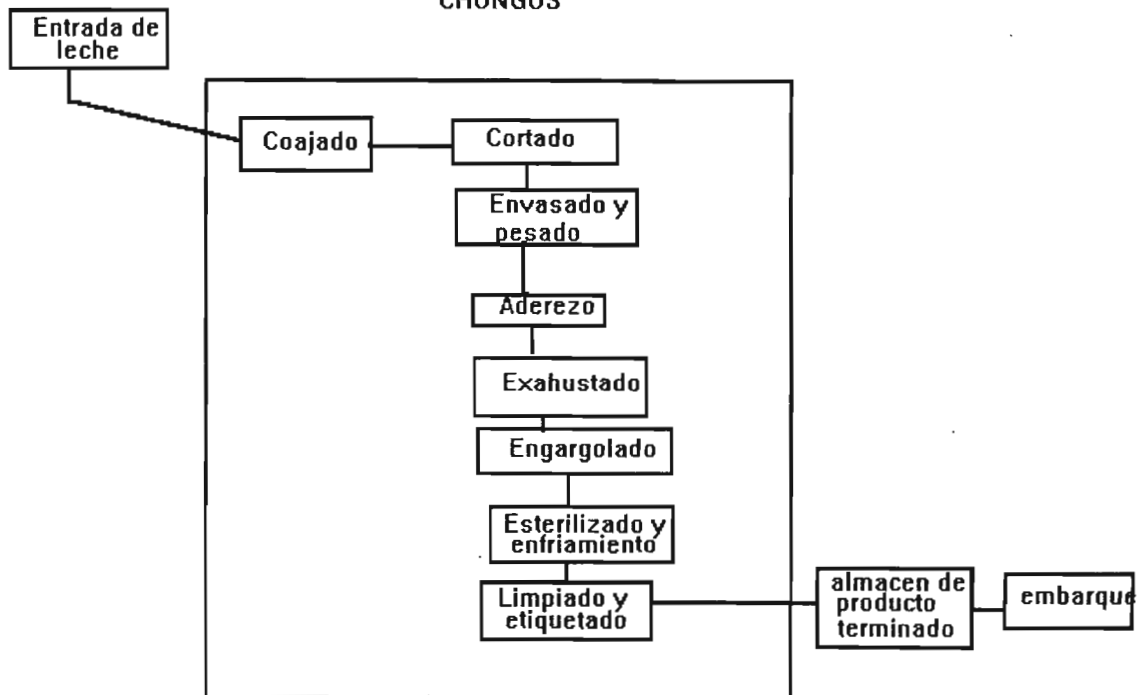 CHONGOS
Entrada de
leche
Coajado
Cortado
Envasado y
pesado
Aderezo
Exahustado
Engargolado
Esterilizado y
enfriamiento
Limpiado y
etiquetado
almacen de
producto
terminado
embarque